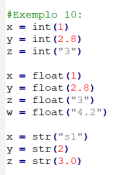 #Exemplo 10:
x = int(1)
y = int(2.8)
z = int("3")
x = float(1)
y = float(2.8)
z = float("3")
w = float("4.2")
x = str("s1")
y = str(2)
z = str(3.0)